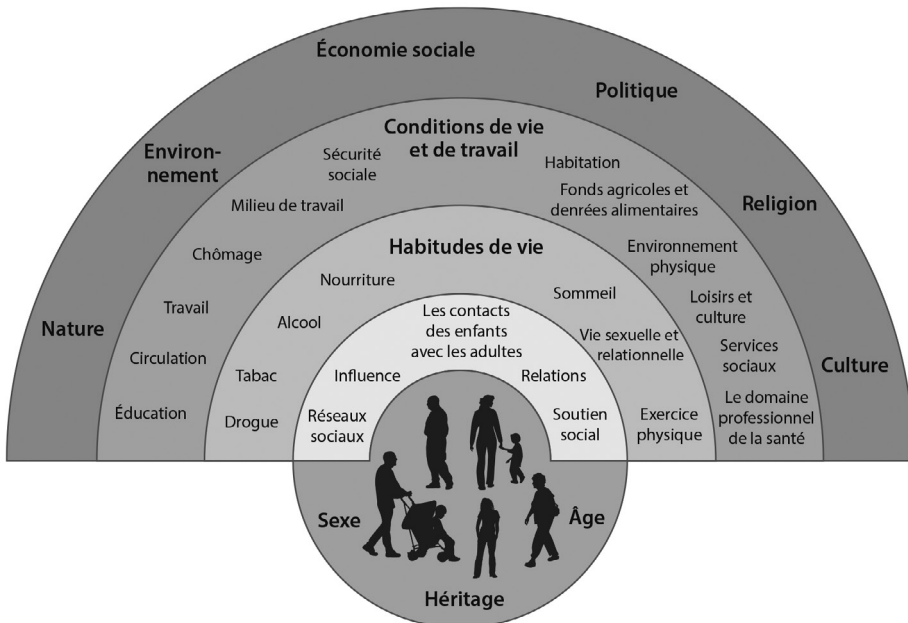 Économie sociale
Politique
Environ-
nement
Religion
Nature
Culture
Conditions de vie
et de travail
Sécurité
sociale
Habitation
Milieu de travail
Fonds agricoles et
denrées alimentaires
Chômage
Environnement
physique
Travail
Loisirs et
culture
Circulation
Services
sociaux
Éducation
Le domaine
professionnel
de la santé
Habitudes de vie
Nourriture
Sommeil
Alcool
Vie sexuelle et
relationnelle
Tabac
Drogue
Exercice
physique
Les contacts
des enfants
avec les adultes
Influence
Relations
Réseaux
sociaux
Soutien
social
Sexe
Âge
Héritage